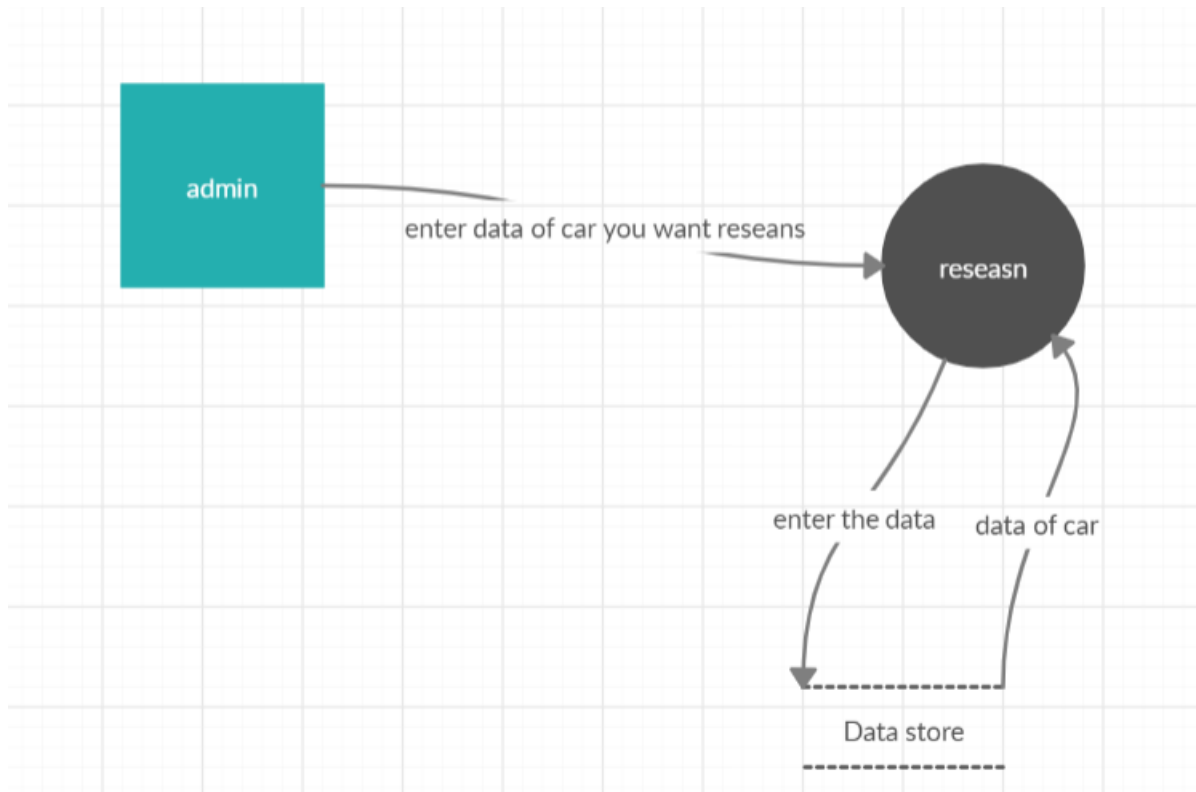 admin
enter data of car you want reseans
reseasn
enter the data
data of car
Data store